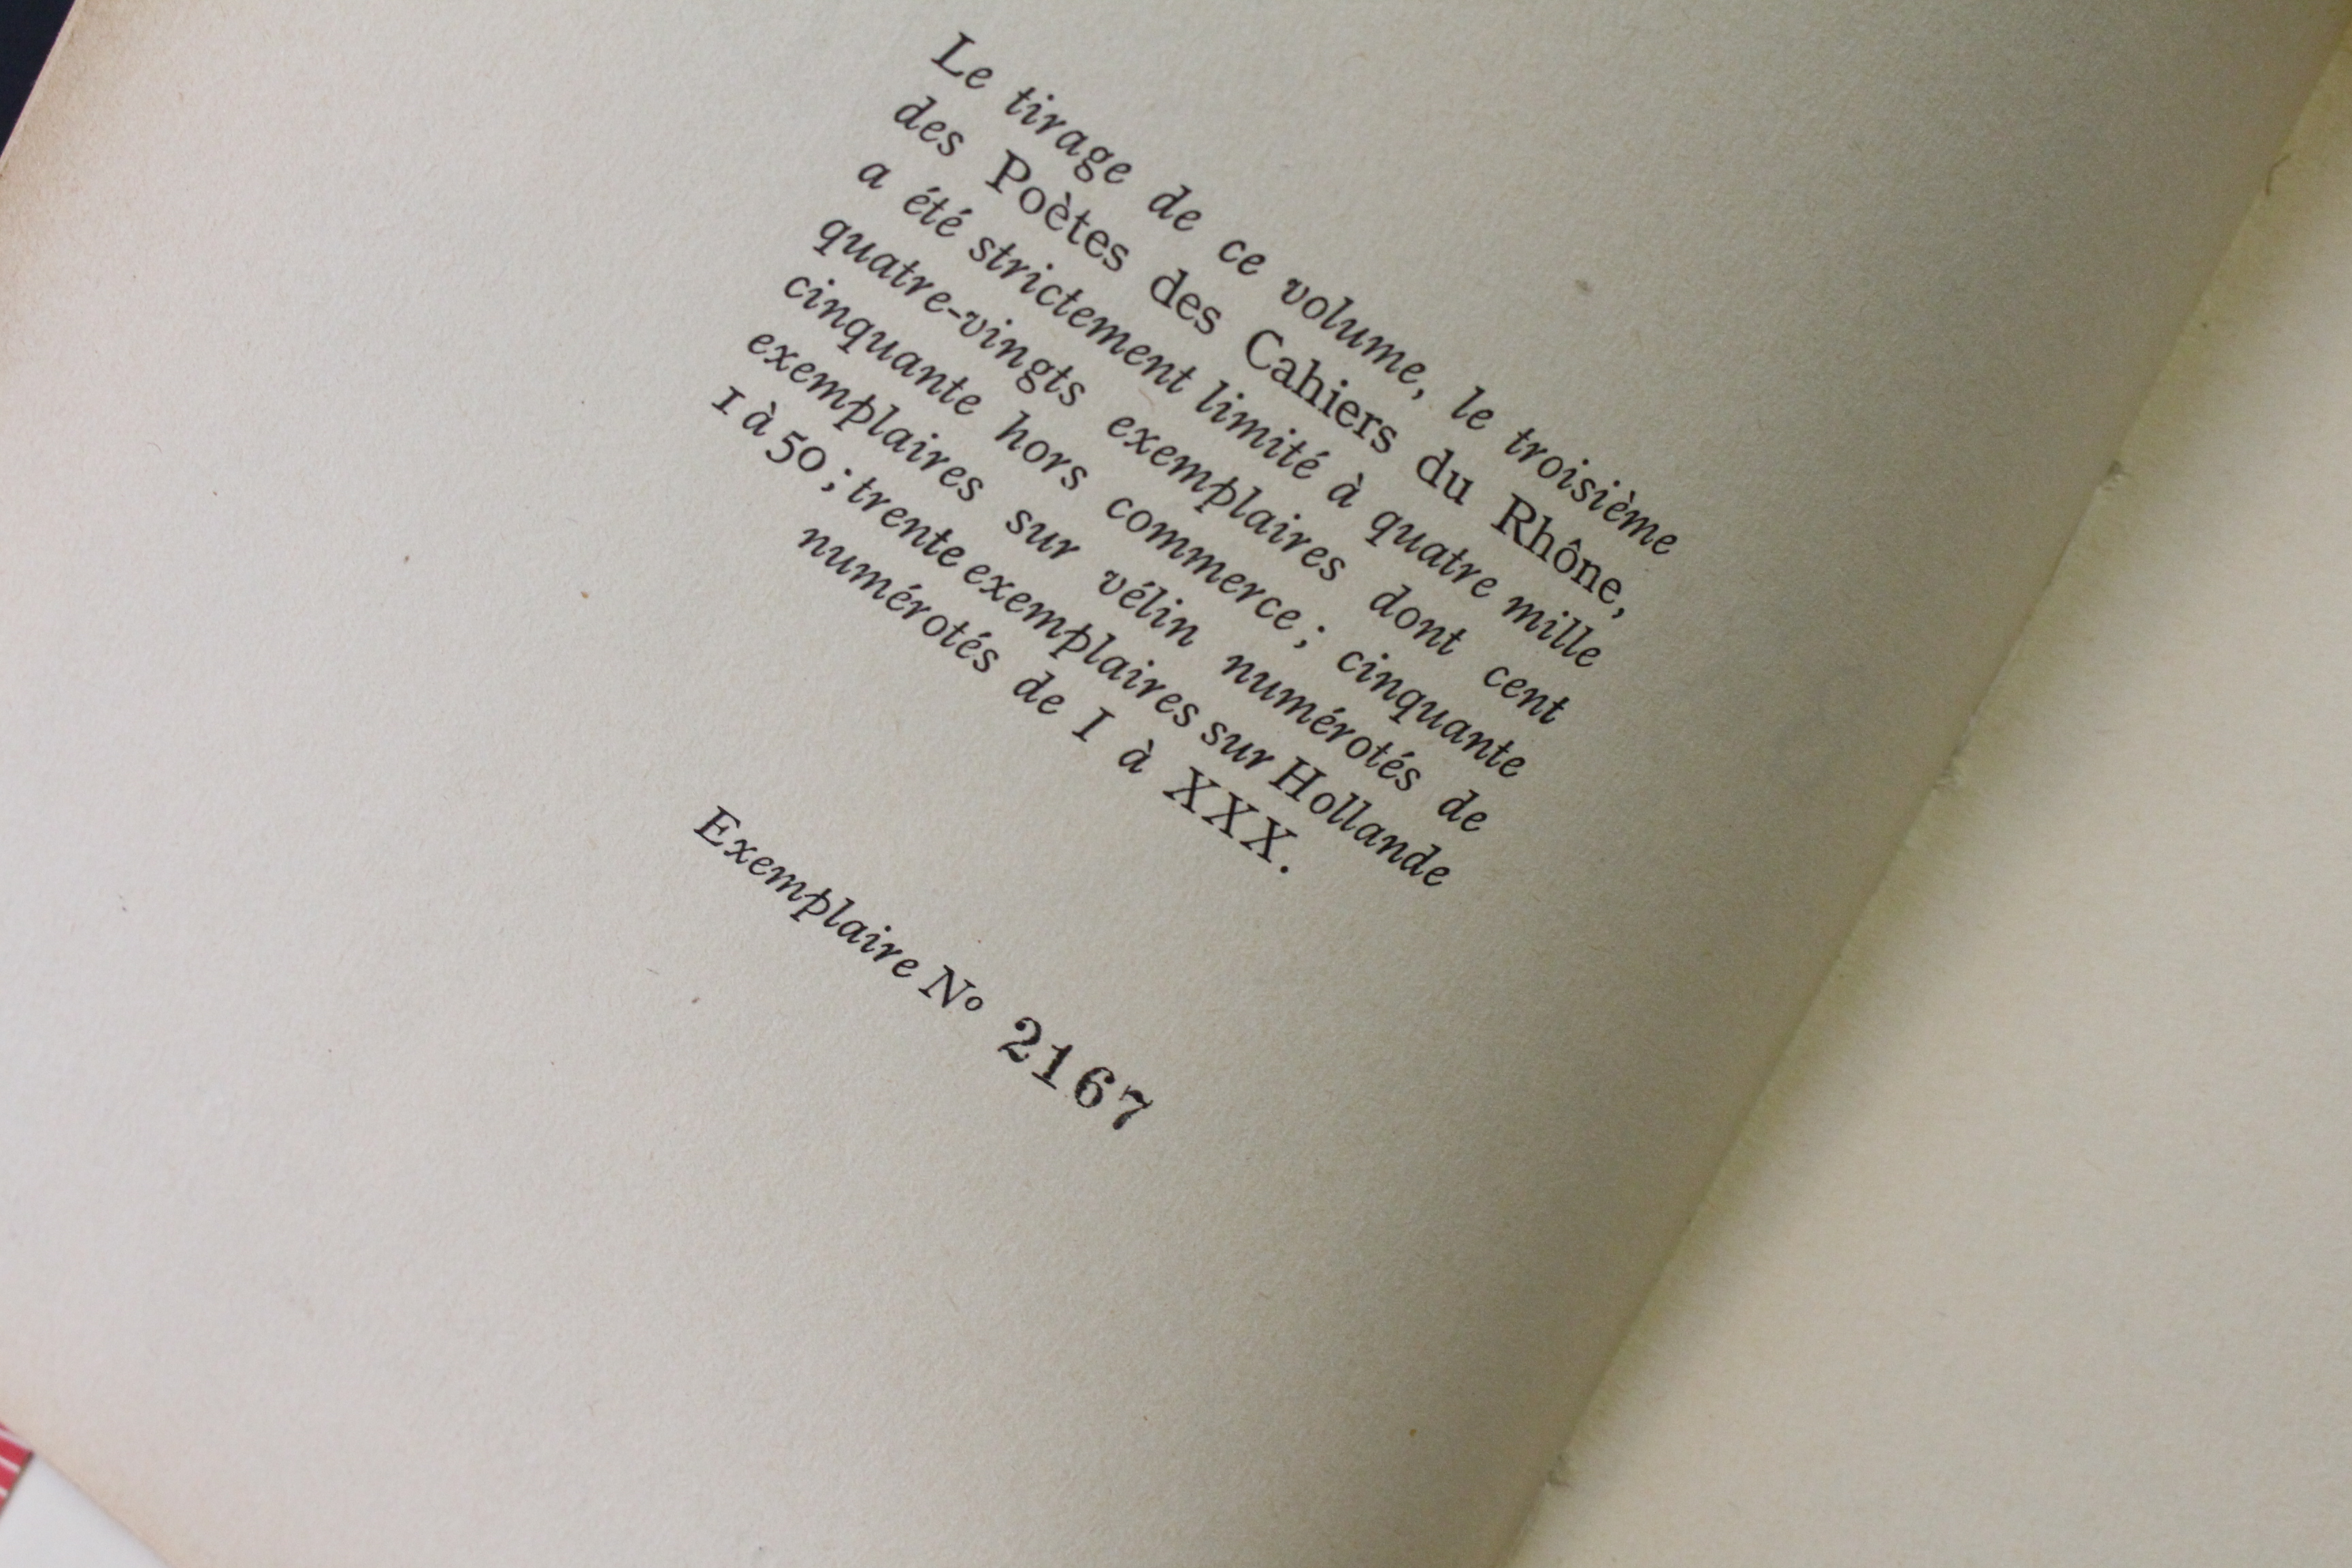 Le tirage de ce volume, le troisième
des Poètes des Cahiers du Rhône,
a été strictement limité à quatre mille
quatre-vingts exemplaires dont cent
cinquante hors commerce ; cinquante
exemplaires sur vélin numérotés de
1 à 50 ; trente exemplaires sur Hollande
numérotés de I à XXX.
Exemplaire Nº 2167